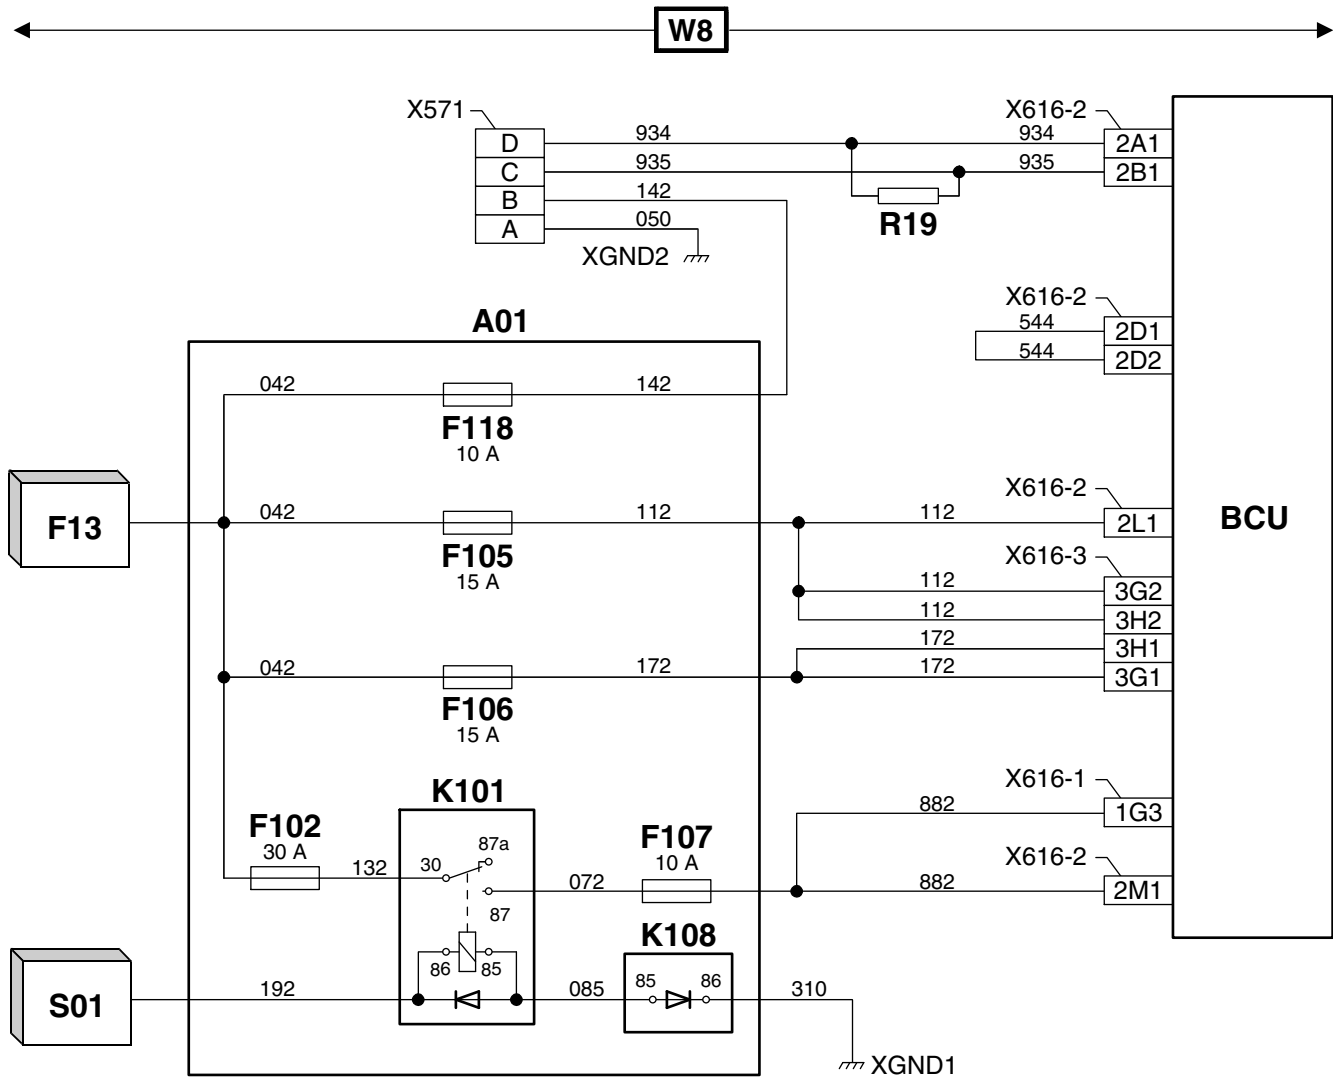 W8
X571
X616-2
D 934 934 2A1
C 935 935 2B1
B 142
A 050
R19
XGND2
X616-2
544 2D1
544 2D2
A01
042 142
F118
10 A
X616-2
F13
042 112 112 2L1
BCU
F105
15 A
X616-3
112 3G2
112 3H2
172 3H1
042 172 172 3G1
F106
15 A
X616-1
K101
882 1G3
F102
30 A
F107
10 A
87a
132 30
X616-2
072 882 2M1
87
K108
86 85
S01
192 085 85 86 310
XGND1